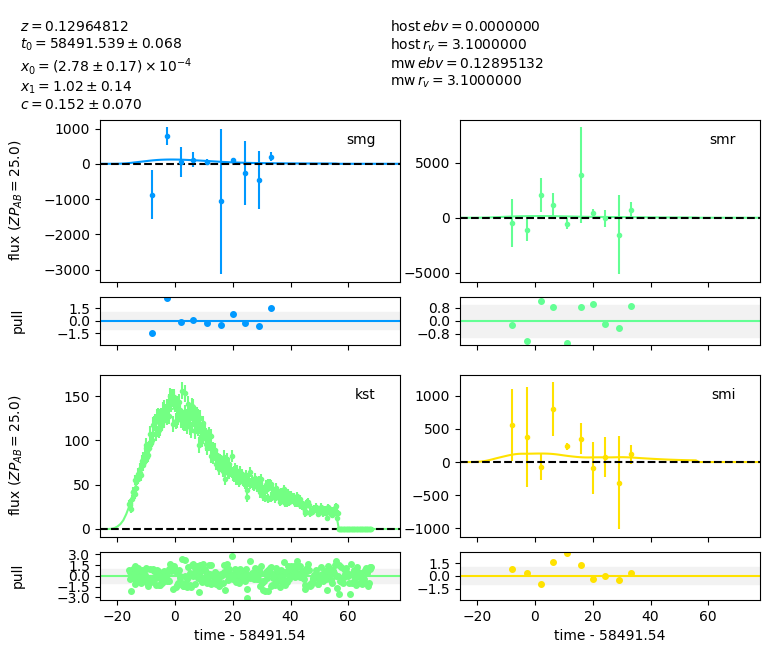 z = 0.12964812
t₀ = 58491.539 ± 0.068
x₀ = (2.78 ± 0.17) × 10⁻⁴
x₁ = 1.02 ± 0.14
c = 0.152 ± 0.070
host ebv = 0.0000000
host r_v = 3.1000000
mw ebv = 0.12895132
mw r_v = 3.1000000
smg
flux (ZP_AB = 25.0)
1000
0
−1000
−2000
−3000
smr
5000
0
−5000
pull
1.5
0.0
−1.5
0.8
0.0
−0.8
kst
flux (ZP_AB = 25.0)
150
100
50
0
smi
1000
500
0
−500
−1000
pull
3.0
1.5
0.0
−1.5
−3.0
1.5
0.0
−1.5
−20 0 20 40 60
time - 58491.54
−20 0 20 40 60
time - 58491.54